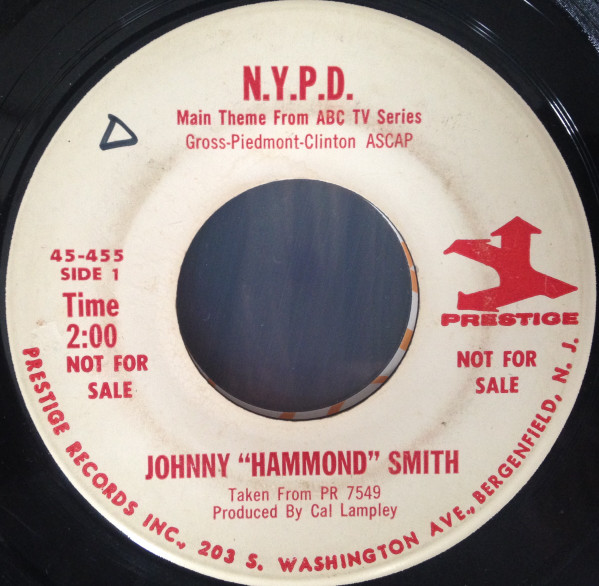 N.Y.P.D.
Main Theme From ABC TV Series
Gross-Piedmont-Clinton ASCAP
45-455
SIDE 1
Time
2:00
NOT FOR
SALE
PRESTIGE
NOT FOR
SALE
JOHNNY “HAMMOND” SMITH
Taken From PR 7549
Produced By Cal Lampley
PRESTIGE RECORDS INC., 203 S. WASHINGTON AVE., BERGENFIELD, N. J.